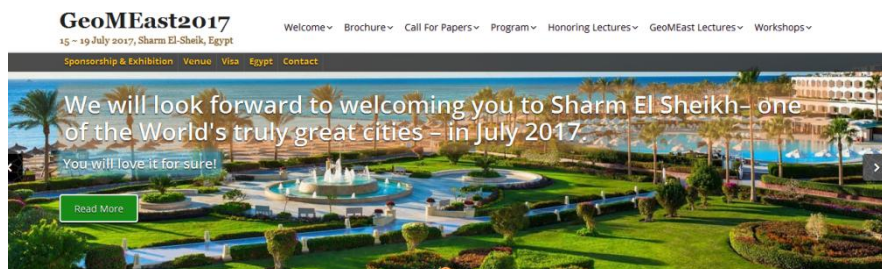 GeoMEast2017
15 – 19 July 2017, Sharm El-Sheik, Egypt
Welcome Brochure Call For Papers Program Honoring Lectures GeoMEast Lectures Workshops
Sponsorship & Exhibition Venue Visa Egypt Contact
We will look forward to welcoming you to Sharm El Sheikh– one
of the World's truly great cities – in July 2017.
You will love it for sure!
Read More